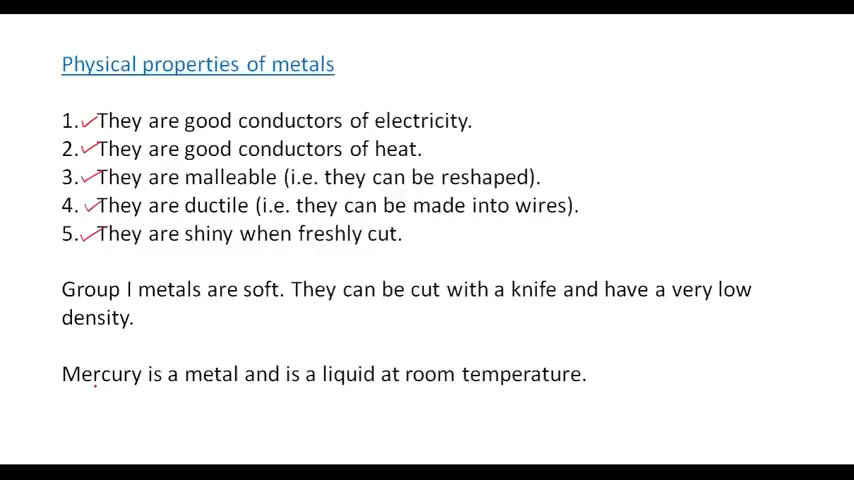 Physical properties of metals
1. They are good conductors of electricity.
2. They are good conductors of heat.
3. They are malleable (i.e. they can be reshaped).
4. They are ductile (i.e. they can be made into wires).
5. They are shiny when freshly cut.
Group I metals are soft. They can be cut with a knife and have a very low
density.
Mercury is a metal and is a liquid at room temperature.